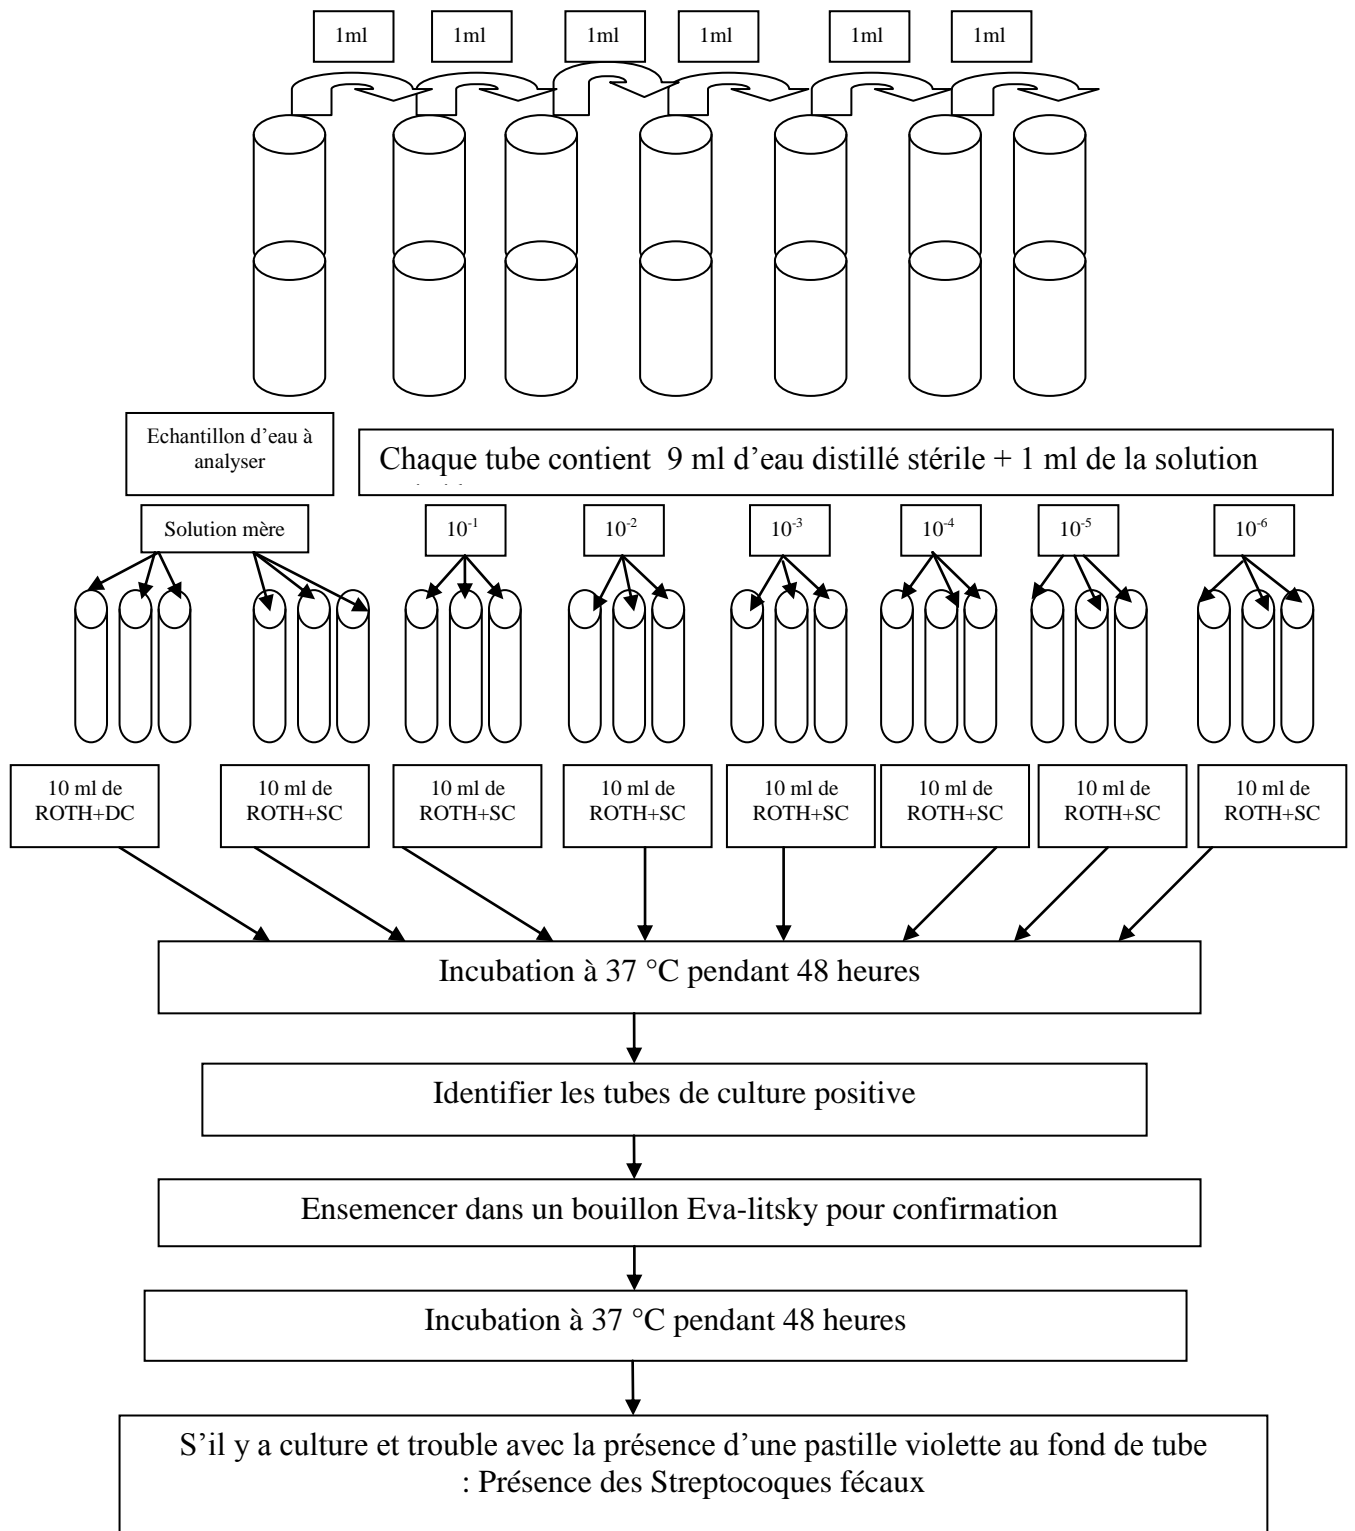 1ml 1ml 1ml 1ml 1ml 1ml
Echantillon d'eau à
analyser
Chaque tube contient 9 ml d'eau distillé stérile + 1 ml de la solution
Solution mère 10-1 10-2 10-3 10-4 10-5 10-6
10 ml de
ROTH+DC
10 ml de
ROTH+SC
10 ml de
ROTH+SC
10 ml de
ROTH+SC
10 ml de
ROTH+SC
10 ml de
ROTH+SC
10 ml de
ROTH+SC
10 ml de
ROTH+SC
Incubation à 37 °C pendant 48 heures
Identifier les tubes de culture positive
Ensemencer dans un bouillon Eva-litsky pour confirmation
Incubation à 37 °C pendant 48 heures
S'il y a culture et trouble avec la présence d'une pastille violette au fond de tube
: Présence des Streptocoques fécaux